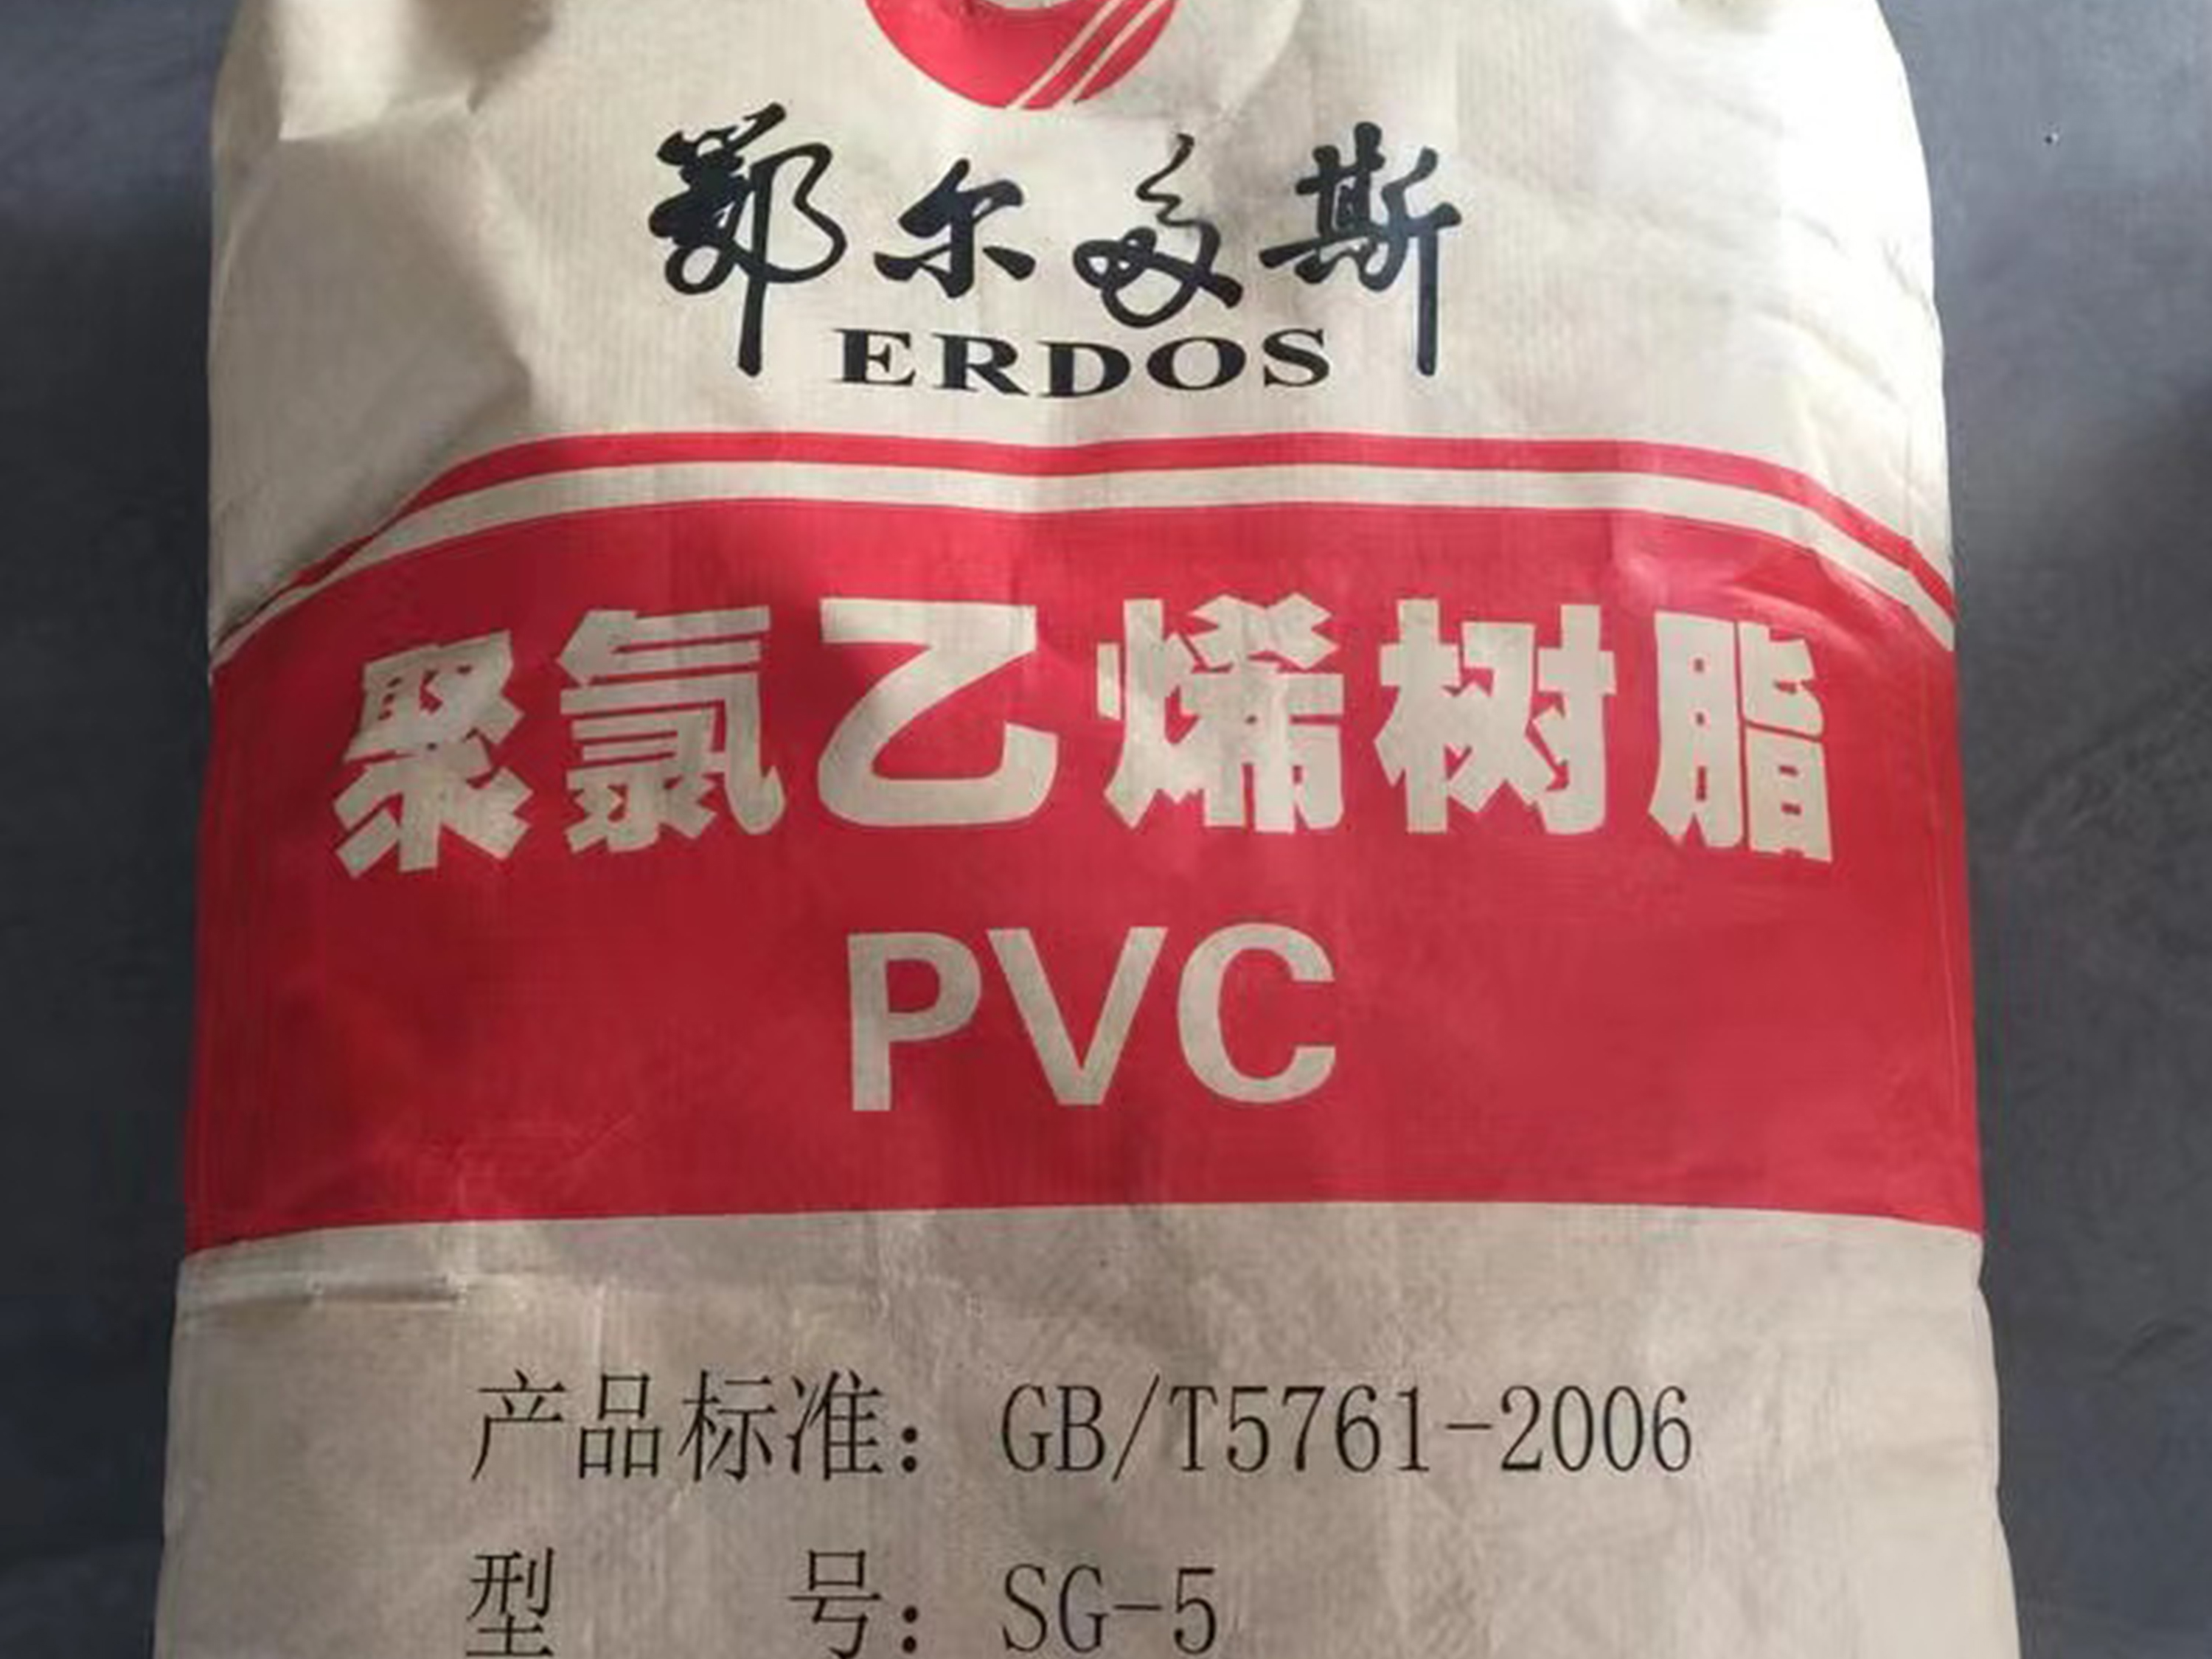 鄂尔多斯
ERDOS
聚氯乙烯树脂
PVC
产品标准：GB/T5761-2006
型 号：SG-5